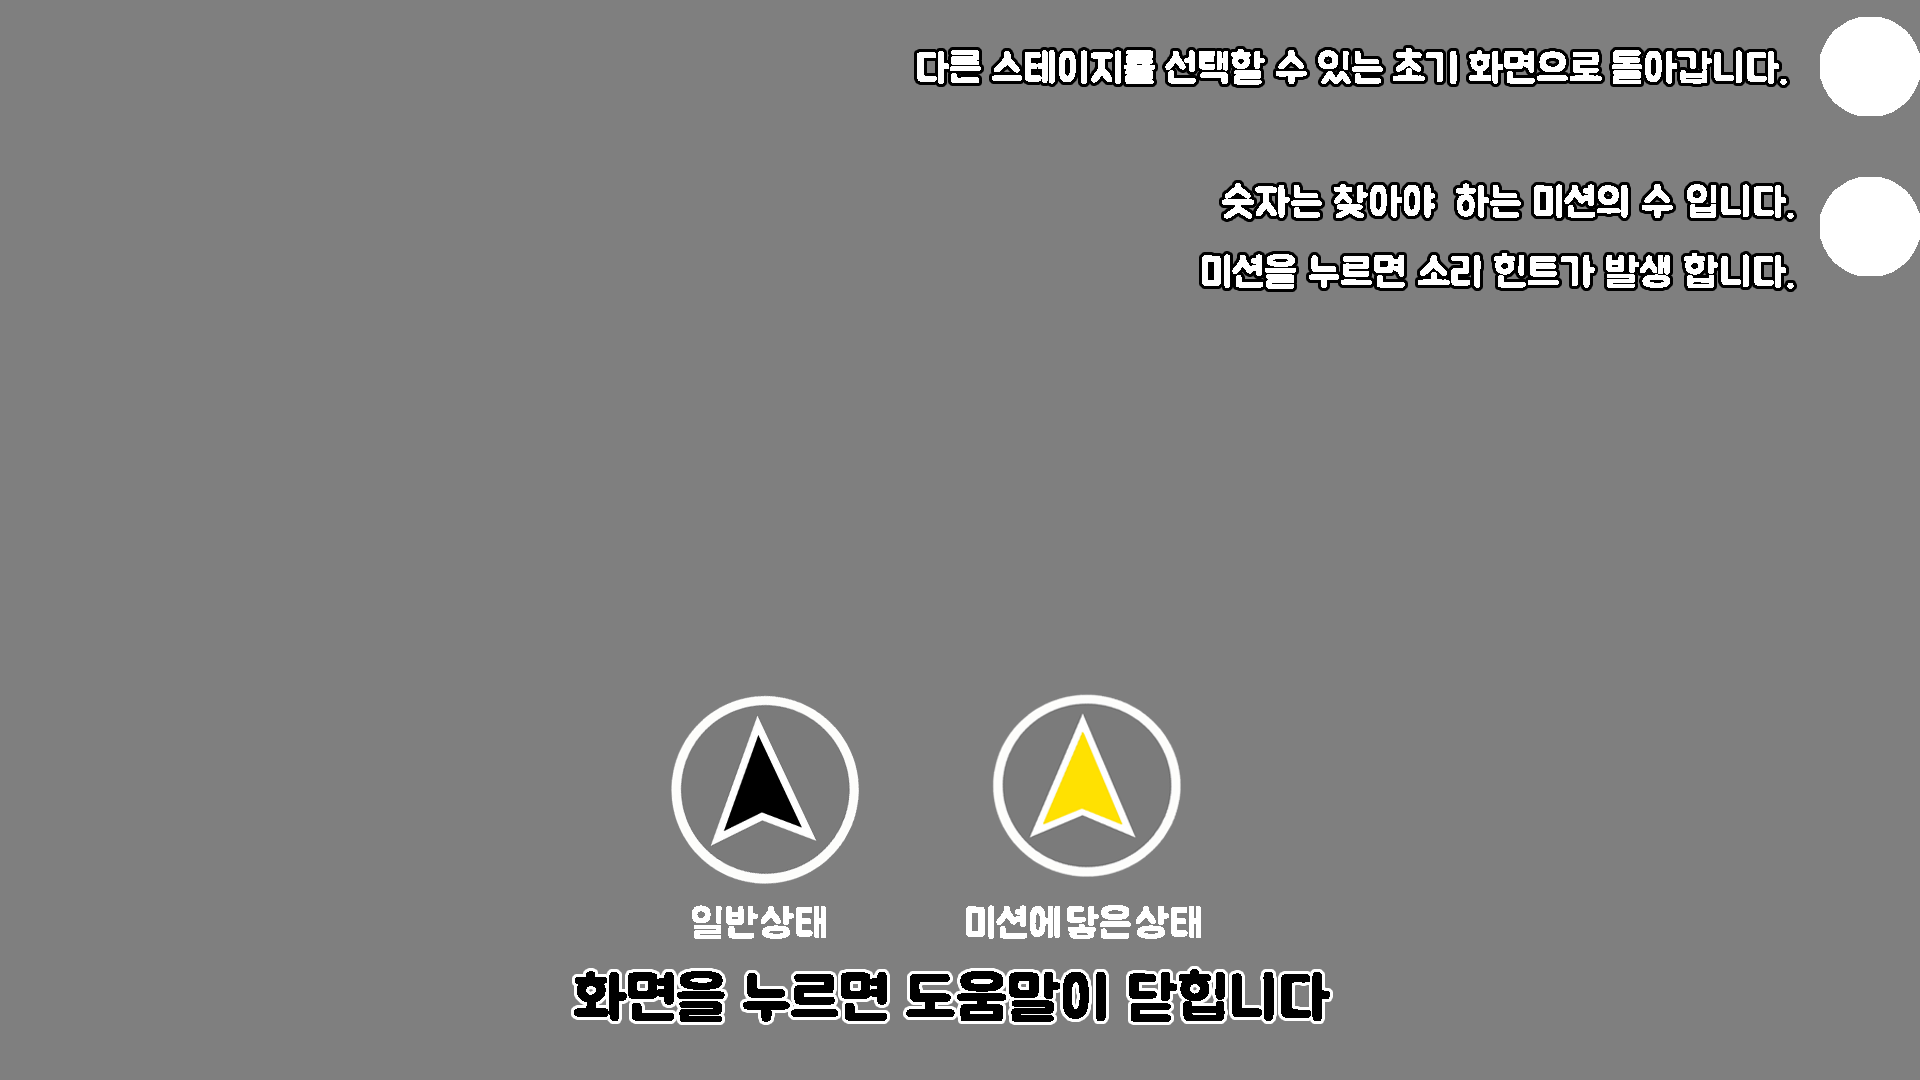 다른 스테이지를 선택할 수 있는 초기 화면으로 돌아갑니다.
숫자는 찾아야  하는 미션의 수 입니다.
미션을 누르면 소리 힌트가 발생 합니다.
일반상태
미션에 닿은상태
화면을 누르면 도움말이 닫힙니다